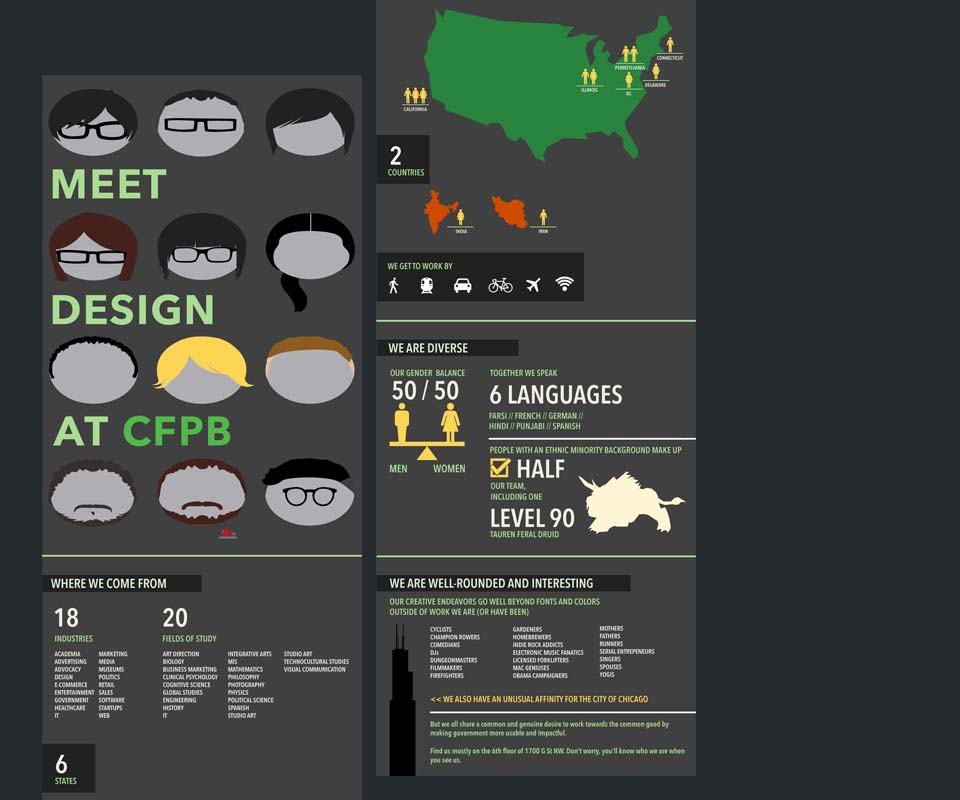 MEET
DESIGN
AT CFPB
WHERE WE COME FROM
18
INDUSTRIES
ACADEMIA
ADVERTISING
ADVOCACY
DESIGN
E-COMMERCE
ENTERTAINMENT
GOVERNMENT
HEALTHCARE
IT
MARKETING
MEDIA
MUSEUMS
POLITICS
RETAIL
SALES
SOFTWARE
STARTUPS
WEB
20
FIELDS OF STUDY
ART DIRECTION
BIOLOGY
BUSINESS MARKETING
CLINICAL PSYCHOLOGY
COGNITIVE SCIENCE
GLOBAL STUDIES
ENGINEERING
HISTORY
IT
INTEGRATIVE ARTS
MIS
MATHEMATICS
PHILOSOPHY
PHOTOGRAPHY
PHYSICS
POLITICAL SCIENCE
SPANISH
STUDIO ART
STUDIO ART
TECHNOCULTURAL STUDIES
VISUAL COMMUNICATION
6
STATES
CALIFORNIA
ILLINOIS
PENNSYLVANIA
DC
DELAWARE
CONNECTICUT
2
COUNTRIES
INDIA
IRAN
WE GET TO WORK BY
WE ARE DIVERSE
OUR GENDER BALANCE
50 / 50
MEN
WOMEN
TOGETHER WE SPEAK
6 LANGUAGES
FARSI // FRENCH // GERMAN //
HINDI // PUNJABI // SPANISH
PEOPLE WITH AN ETHNIC MINORITY BACKGROUND MAKE UP
HALF
OUR TEAM,
INCLUDING ONE
LEVEL 90
TAUREN FERAL DRUID
WE ARE WELL-ROUNDED AND INTERESTING
OUR CREATIVE ENDEAVORS GO WELL BEYOND FONTS AND COLORS
OUTSIDE OF WORK WE ARE (OR HAVE BEEN)
CYCLISTS
CHAMPION ROWERS
COMEDIANS
DJs
DUNGEONMASTERS
FILMMAKERS
FIREFIGHTERS
GARDENERS
HOMEBREWERS
INDIE ROCK ADDICTS
ELECTRONIC MUSIC FANATICS
LICENSED FORKLIFTERS
MAC GENIUSES
OBAMA CAMPAIGNERS
MOTHERS
FATHERS
RUNNERS
SERIAL ENTREPENEURS
SINGERS
SPOUSES
YOGIS
<< WE ALSO HAVE AN UNUSUAL AFFINITY FOR THE CITY OF CHICAGO
But we all share a common and genuine desire to work towards the common good by
making government more usable and impactful.
Find us mostly on the 6th floor of 1700 G St NW. Don't worry, you'll know who we are when
you see us.